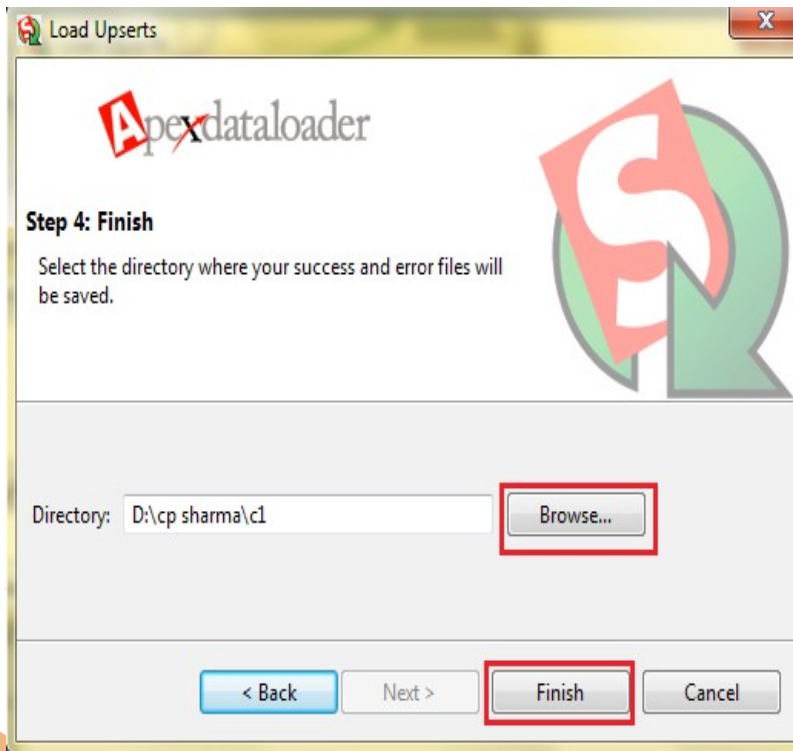 Load Upserts
X
Apexdataloader
Step 4: Finish
Select the directory where your success and error files will
be saved.
Directory: D:\cp sharma\c1 Browse...
< Back Next > Finish Cancel